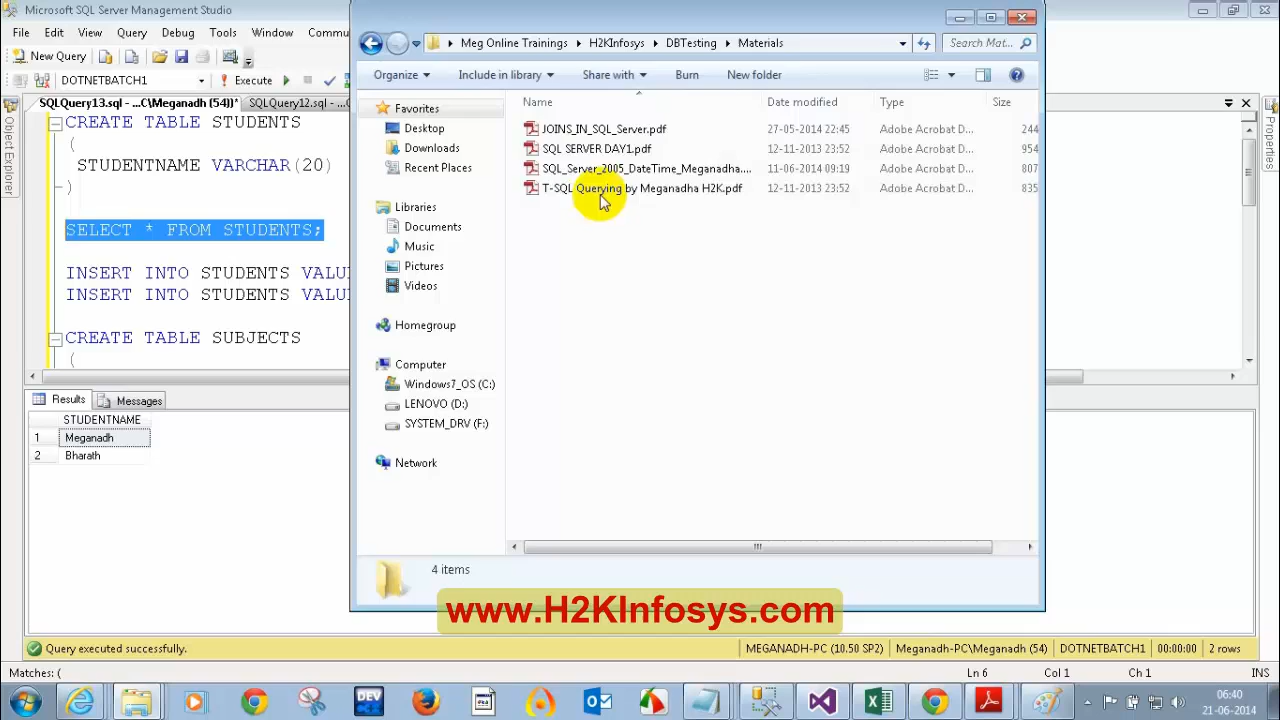 Microsoft SQL Server Management Studio
File Edit View Query Debug Tools Window Commu
New Query
DOTNETBATCH1 Execute
SQLQuery13.sql - ...C\Meganadh (54))* SQLQuery12.sql - ...C
Object Explorer
CREATE TABLE STUDENTS
(
STUDENTNAME VARCHAR(20)
)
SELECT * FROM STUDENTS;
INSERT INTO STUDENTS VALU
INSERT INTO STUDENTS VALU
CREATE TABLE SUBJECTS
(
Results Messages
STUDENTNAME
1 Meganadh
2 Bharath
Meg Online Trainings H2KInfosys DBTesting Materials Search Mat...
Organize Include in library Share with Burn New folder
Favorites
Desktop
Downloads
Recent Places
Libraries
Documents
Music
Pictures
Videos
Homegroup
Computer
Windows7_OS (C:)
LENOVO (D:)
SYSTEM_DRV (F:)
Network
Name Date modified Type Size
JOINS_IN_SQL_Server.pdf 27-05-2014 22:45 Adobe Acrobat D... 244
SQL SERVER DAY1.pdf 12-11-2013 23:52 Adobe Acrobat D... 954
SQL_Server_2005_DateTime_Meganadha.... 11-06-2014 09:19 Adobe Acrobat D... 807
T-SQL Querying by Meganadha H2K.pdf 12-11-2013 23:52 Adobe Acrobat D... 835
4 items
Properties
www.H2KInfosys.com
Query executed successfully. MEGANADH-PC (10.50 SP2) Meganadh-PC\Meganadh (54) DOTNETBATCH1 00:00:00 2 rows
Matches: ( Ln 6 Col 1 Ch 1 INS
DEV
06:40
21-06-2014